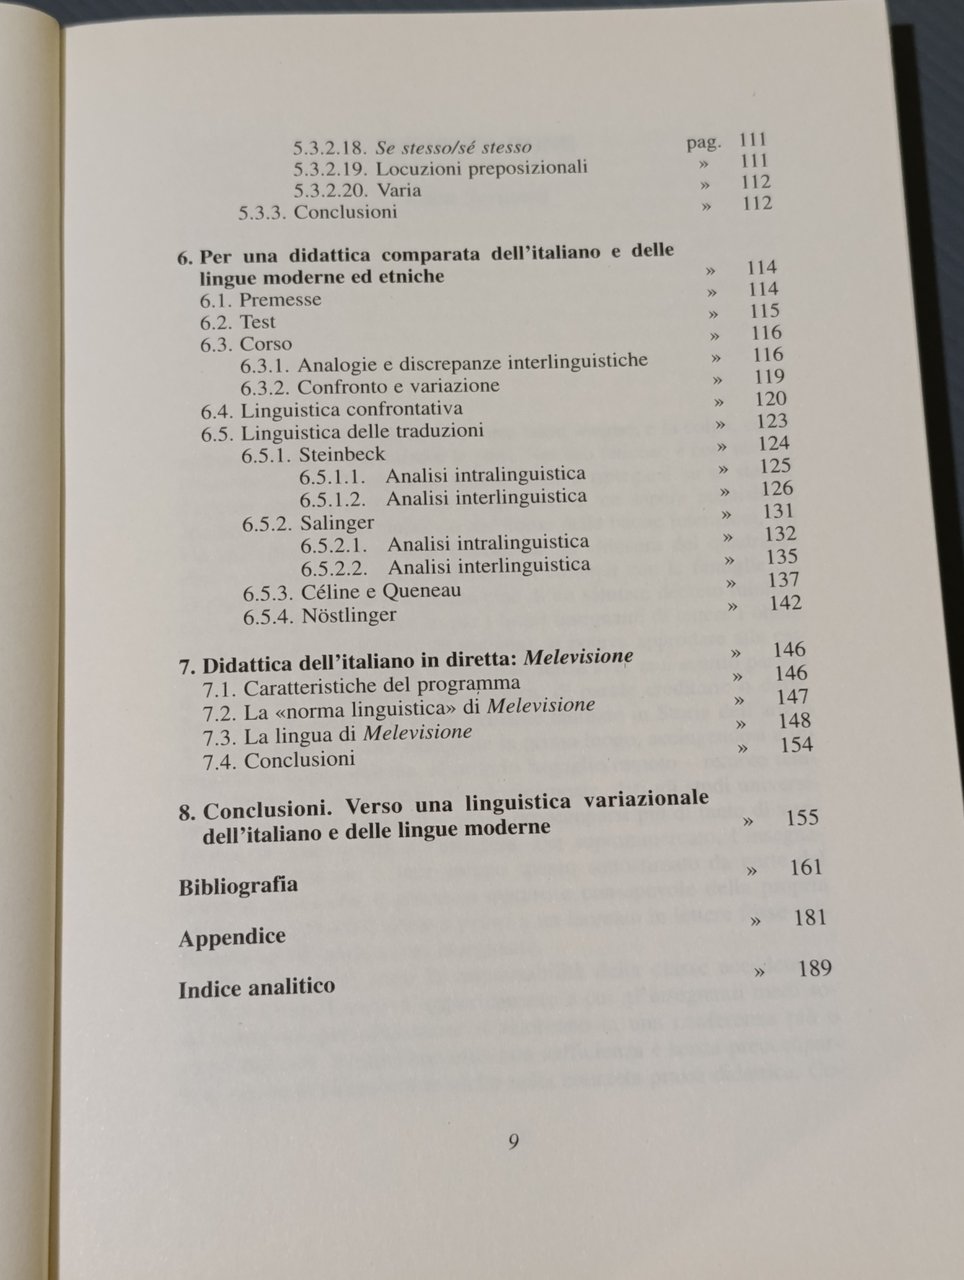 5.3.2.18. Se stesso/sé stesso pag. 111
5.3.2.19. Locuzioni preposizionali » 111
5.3.2.20. Varia » 112
5.3.3. Conclusioni » 112
6. Per una didattica comparata dell'italiano e delle
lingue moderne ed etniche » 114
6.1. Premesse » 114
6.2. Test » 115
6.3. Corso » 116
6.3.1. Analogie e discrepanze interlinguistiche » 116
6.3.2. Confronto e variazione » 119
6.4. Linguistica confrontativa » 120
6.5. Linguistica delle traduzioni » 123
6.5.1. Steinbeck » 124
6.5.1.1. Analisi intralinguistica » 125
6.5.1.2. Analisi interlinguistica » 126
6.5.2. Salinger » 131
6.5.2.1. Analisi intralinguistica » 132
6.5.2.2. Analisi interlinguistica » 135
6.5.3. Céline e Queneau » 137
6.5.4. Nöstlinger » 142
7. Didattica dell'italiano in diretta: Melevisione » 146
7.1. Caratteristiche del programma » 146
7.2. La «norma linguistica» di Melevisione » 147
7.3. La lingua di Melevisione » 148
7.4. Conclusioni » 154
8. Conclusioni. Verso una linguistica variazionale
dell'italiano e delle lingue moderne » 155
Bibliografia » 161
Appendice » 181
Indice analitico » 189
9